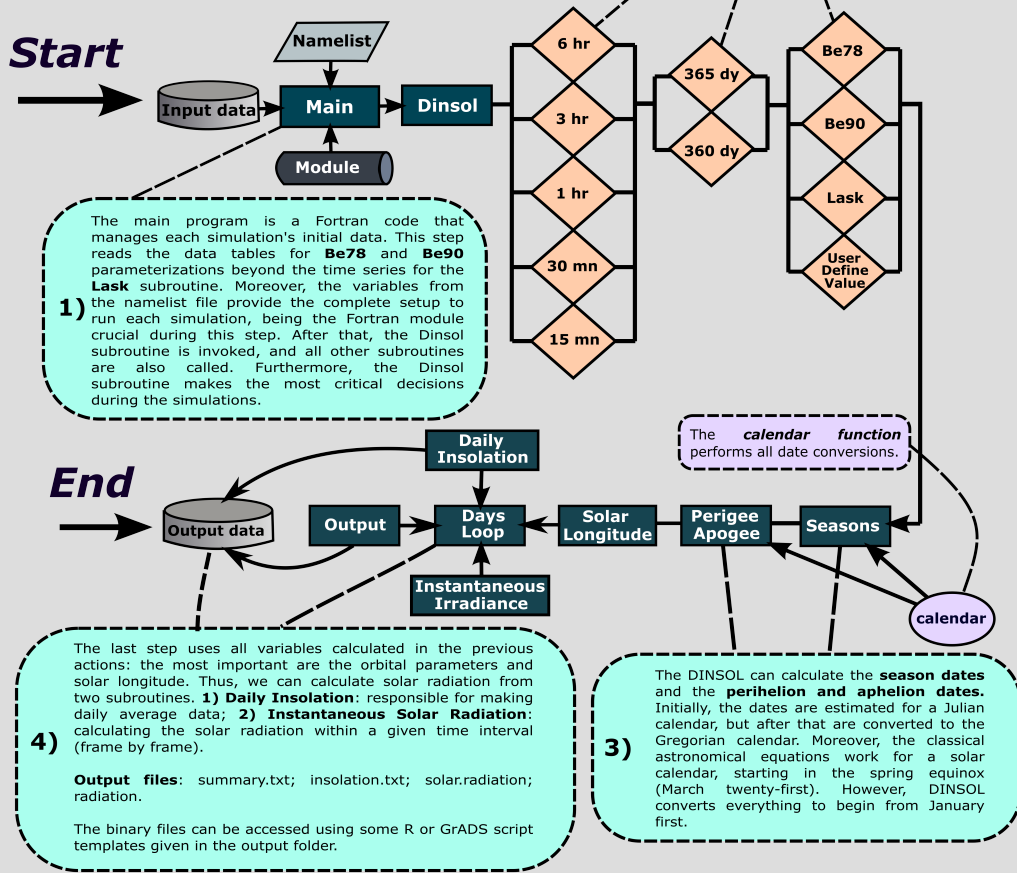 Start
Namelist
Input data
Main
Dinsol
Module
6 hr
3 hr
1 hr
30 mn
15 mn
365 dy
360 dy
Be78
Be90
Lask
User
Define
Value
1)
The main program is a Fortran code that
manages each simulation's initial data. This step
reads the data tables for Be78 and Be90
parameterizations beyond the time series for the
Lask subroutine. Moreover, the variables from
the namelist file provide the complete setup to
run each simulation, being the Fortran module
crucial during this step. After that, the Dinsol
subroutine is invoked, and all other subroutines
are also called. Furthermore, the Dinsol
subroutine makes the most critical decisions
during the simulations.
The calendar function
performs all date conversions.
End
Output data
Daily
Insolation
Output
Days
Loop
Instantaneous
Irradiance
Solar
Longitude
Perigee
Apogee
Seasons
calendar
4)
The last step uses all variables calculated in the previous
actions: the most important are the orbital parameters and
solar longitude. Thus, we can calculate solar radiation from
two subroutines. 1) Daily Insolation: responsible for making
daily average data; 2) Instantaneous Solar Radiation:
calculating the solar radiation within a given time interval
(frame by frame).
Output files: summary.txt; insolation.txt; solar.radiation;
radiation.
The binary files can be accessed using some R or GrADS script
templates given in the output folder.
3)
The DINSOL can calculate the season dates
and the perihelion and aphelion dates.
Initially, the dates are estimated for a Julian
calendar, but after that are converted to the
Gregorian calendar. Moreover, the classical
astronomical equations work for a solar
calendar, starting in the spring equinox
(March twenty-first). However, DINSOL
converts everything to begin from January
first.